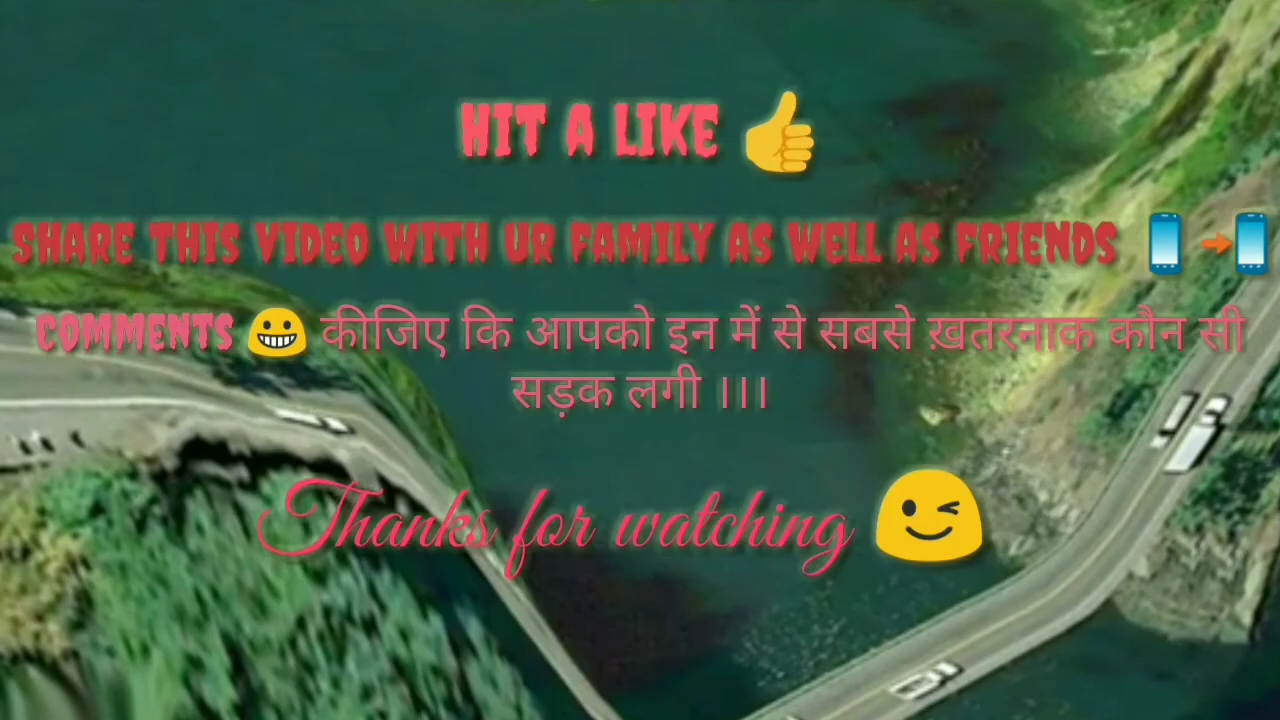 HIT A LIKE 👍
SHARE THIS VIDEO WITH UR FAMILY AS WELL AS FRIENDS 📲
COMMENTS 😀 कीजिए कि आपको इन में से सबसे ख़तरनाक कौन सी
सड़क लगी ।।।
Thanks for watching 😉